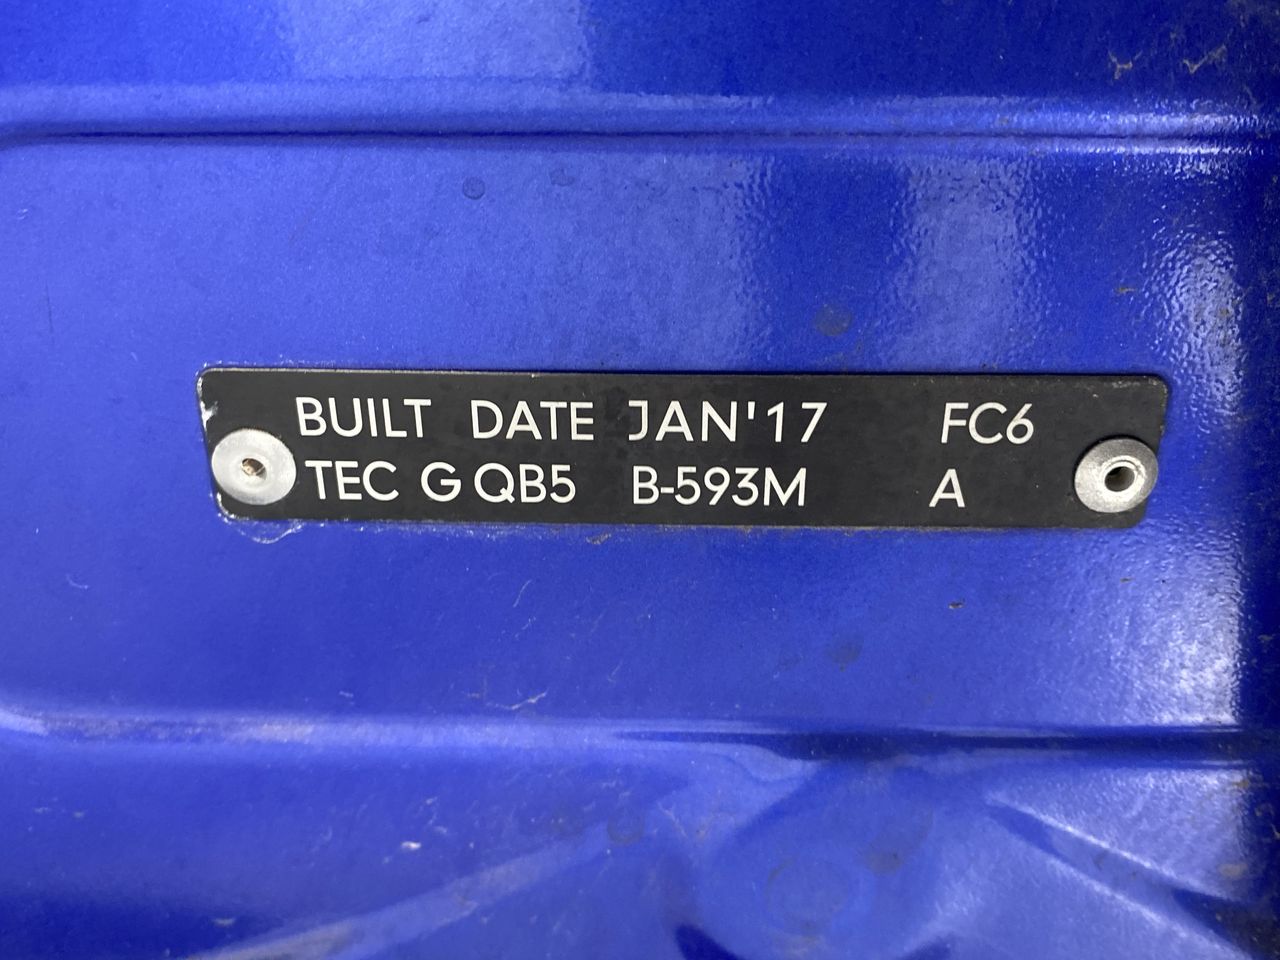 BUILT DATE JAN'17 FC6
TEC G QB5 B-593M A